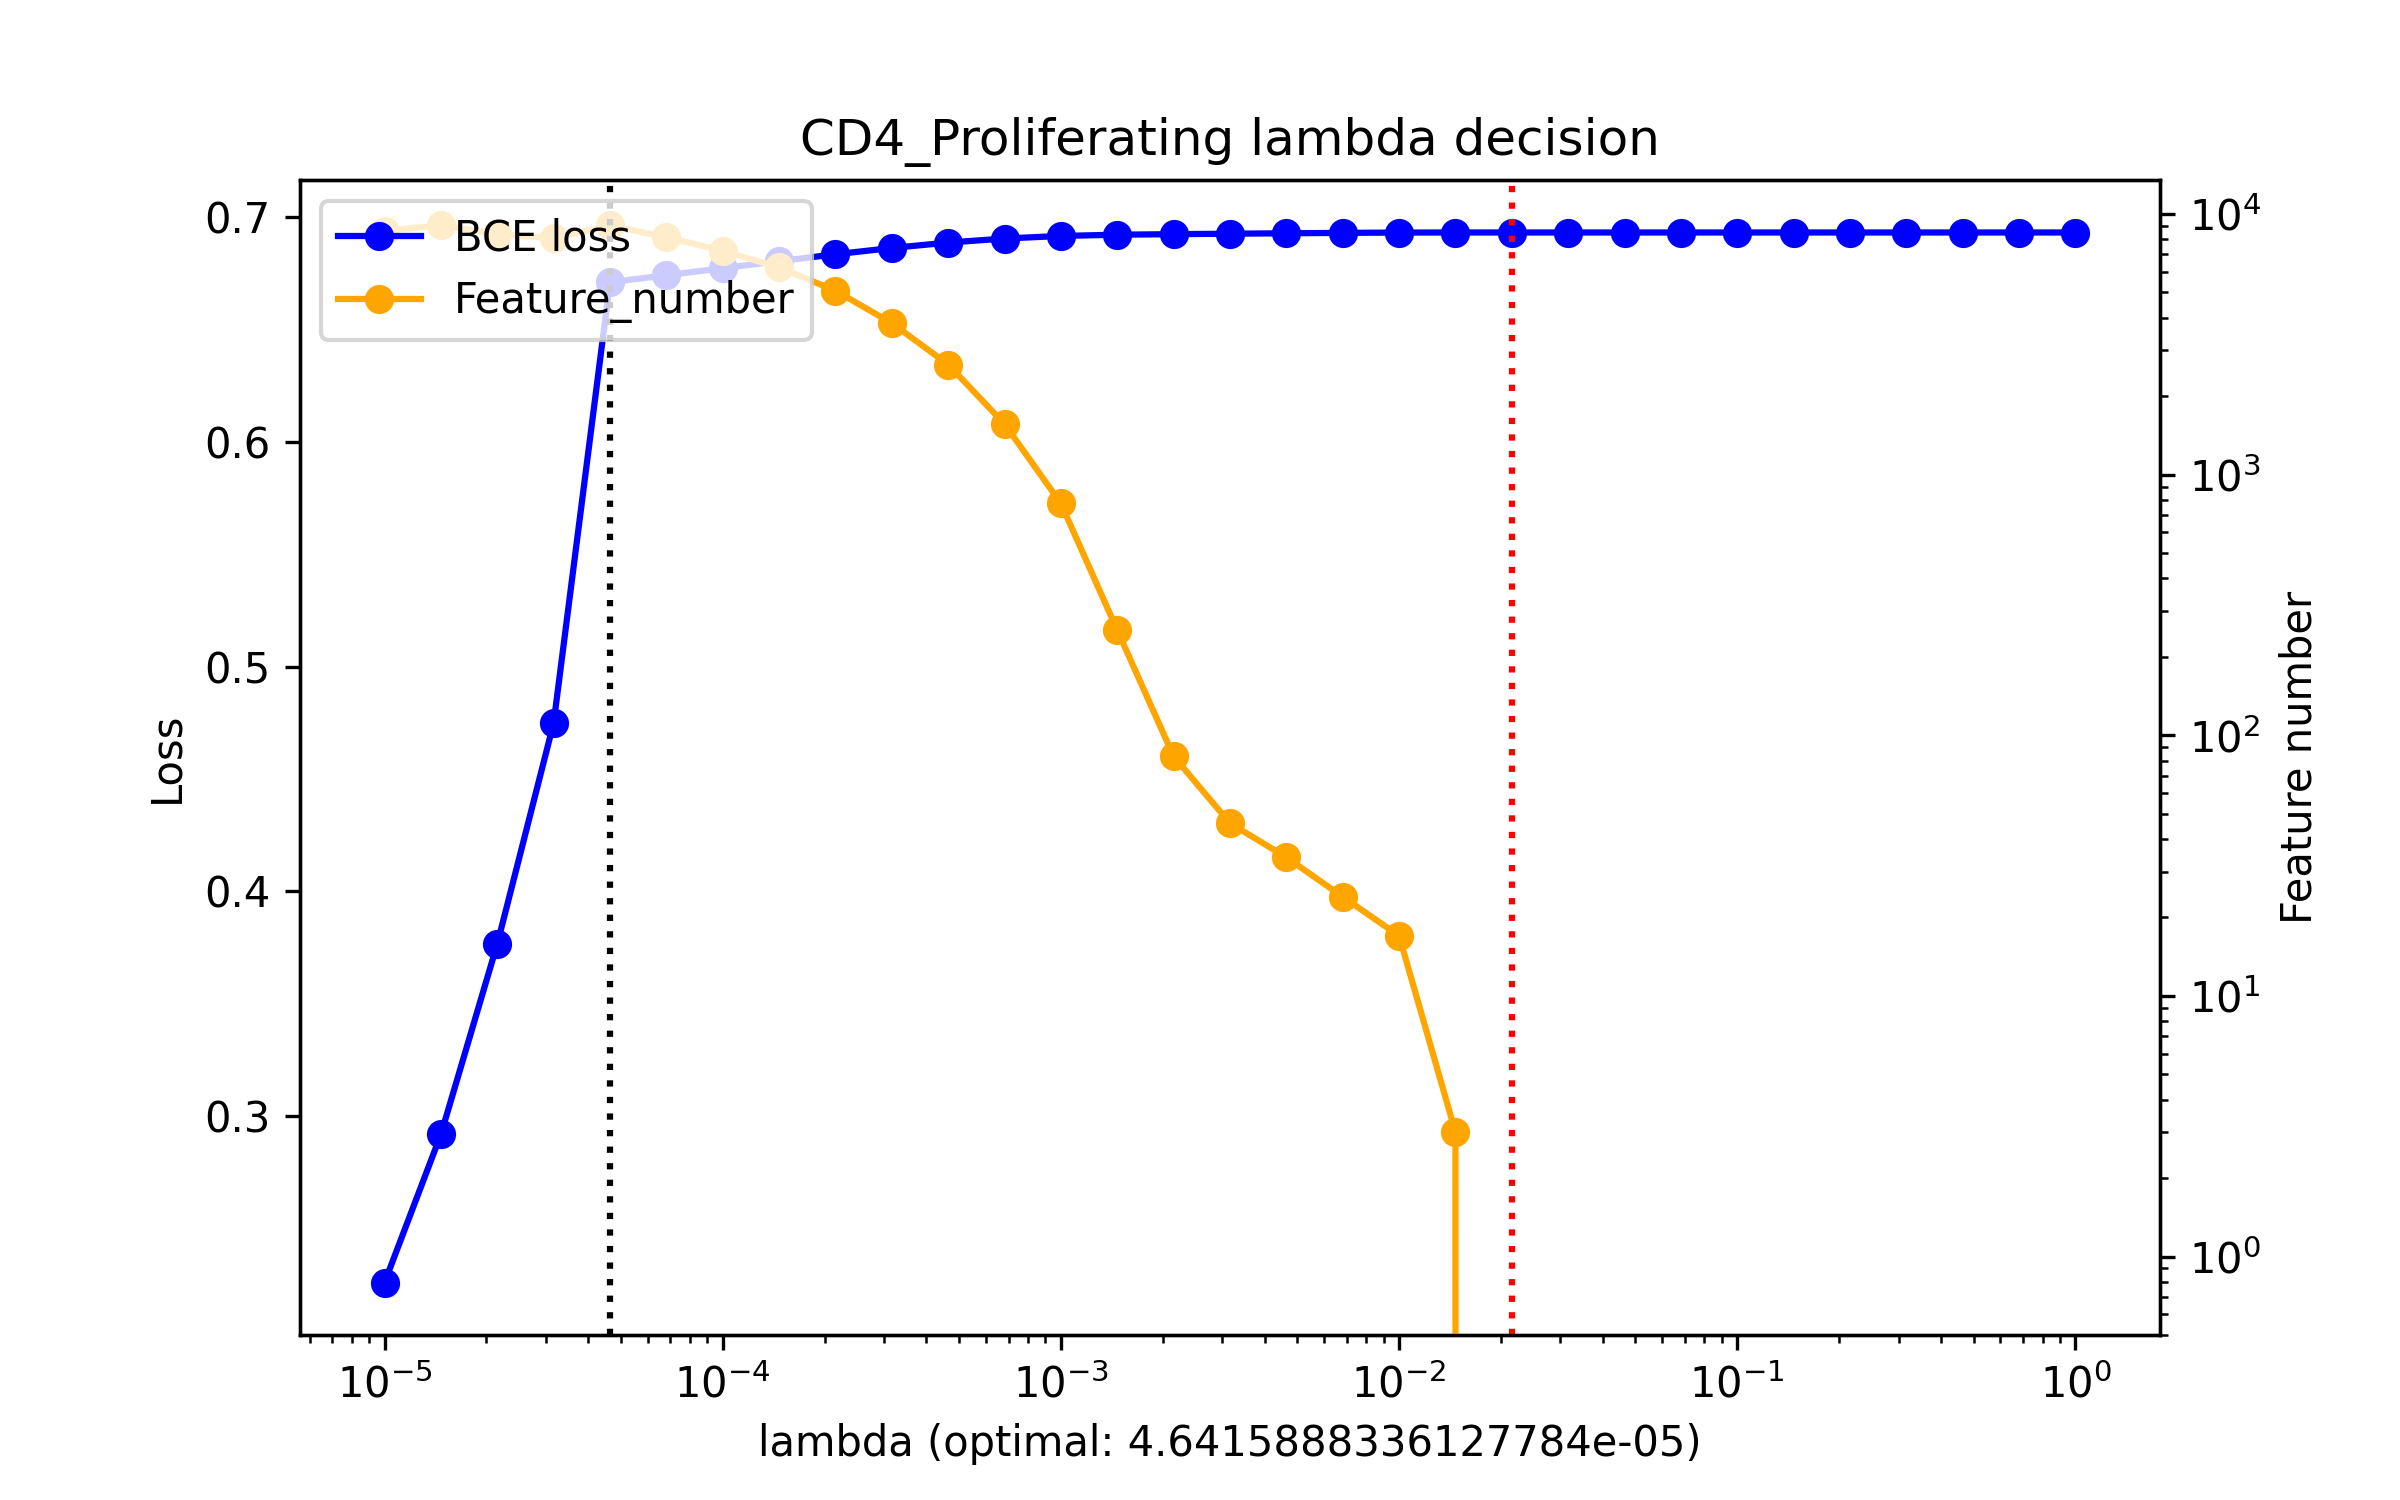 CD4_Proliferating lambda decision
BCE loss
Feature_number
0.7
0.6
0.5
0.4
0.3
Loss
10⁴
10³
10²
10¹
10⁰
Feature number
10⁻⁵ 10⁻⁴ 10⁻³ 10⁻² 10⁻¹ 10⁰
lambda (optimal: 4.6415888336127784e-05)